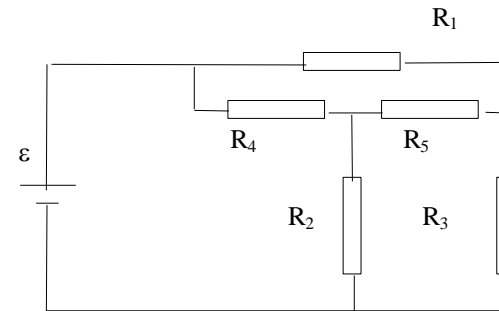 R₁
R₄ R₅
ε
R₂ R₃